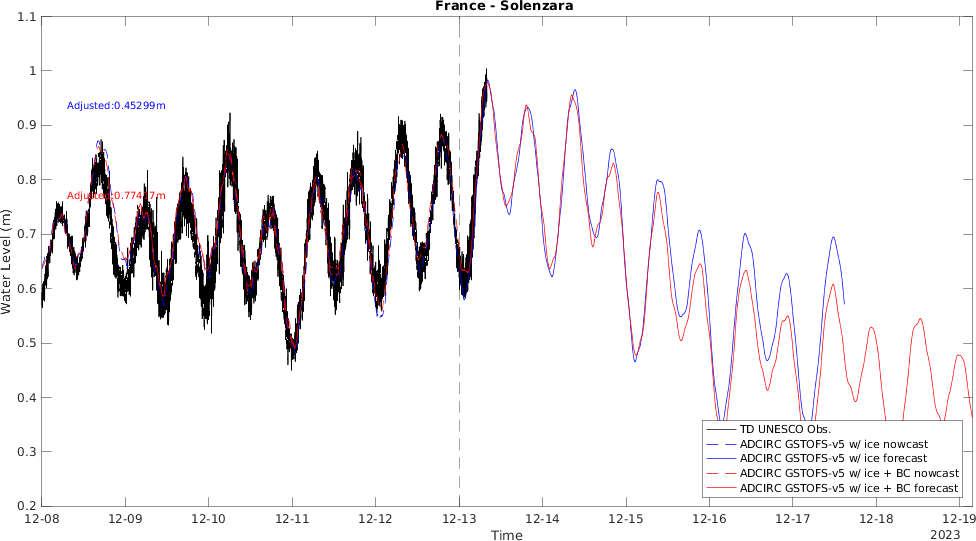 France - Solenzara
1.1
1
0.9
0.8
0.7
0.6
0.5
0.4
0.3
0.2
Water Level (m)
Adjusted:0.45299m
TD UNESCO Obs.
ADCIRC GSTOFS-v5 w/ ice nowcast
ADCIRC GSTOFS-v5 w/ ice forecast
ADCIRC GSTOFS-v5 w/ ice + BC nowcast
ADCIRC GSTOFS-v5 w/ ice + BC forecast
12-08 12-09 12-10 12-11 12-12 12-13 12-14 12-15 12-16 12-17 12-18 12-19
Time
2023